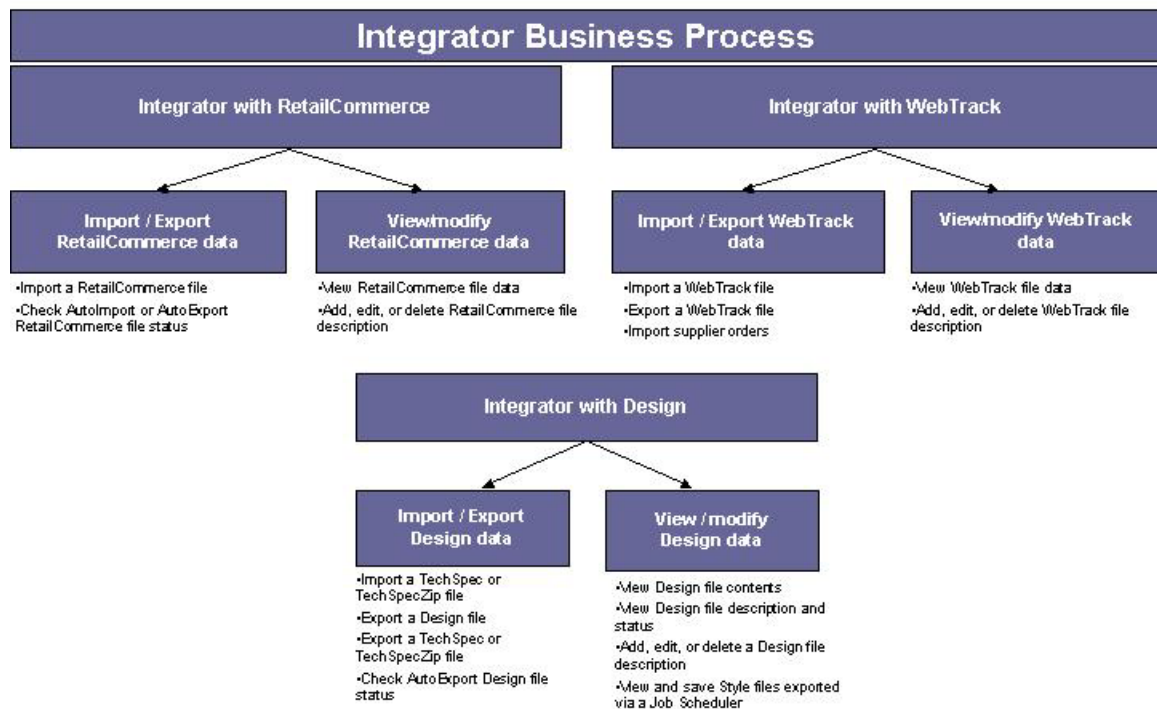 Integrator Business Process
Integrator with RetailCommerce
Integrator with WebTrack
Import / Export
RetailCommerce data
View/modify
RetailCommerce data
Import / Export WebTrack
data
View/modify WebTrack
data
•Import a RetailCommerce file
•Check AutoImport or AutoExport
RetailCommerce file status
•View RetailCommerce file data
•Add, edit, or delete RetailCommerce file
description
•Import a WebTrack file
•Export a WebTrack file
•Import supplier orders
•View WebTrack file data
•Add, edit, or delete WebTrack file
description
Integrator with Design
Import / Export
Design data
View / modify
Design data
•Import a TechSpec or
TechSpecZip file
•Export a Design file
•Export a TechSpec or
TechSpecZip file
•Check AutoExport Design file
status
•View Design file contents
•View Design file description and
status
•Add, edit, or delete a Design file
description
•View and save Style files exported
via a Job Scheduler